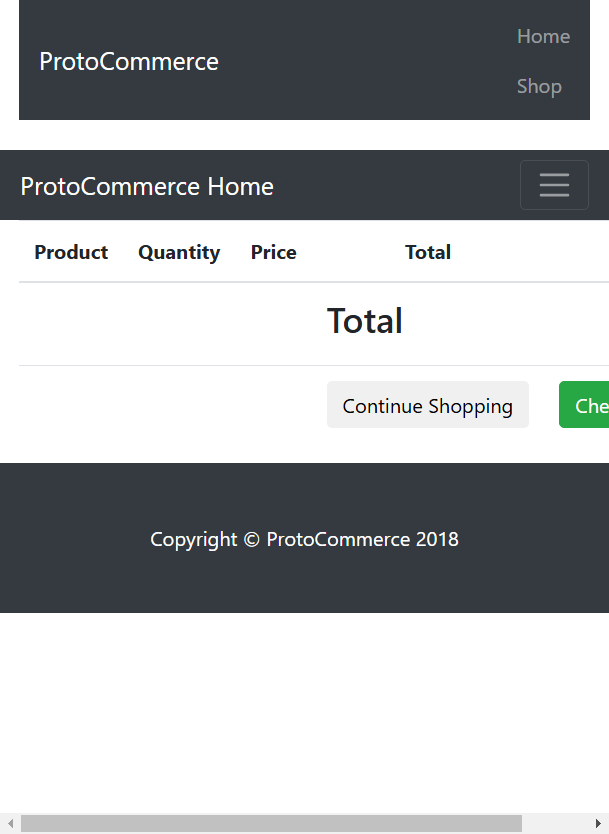 Home
ProtoCommerce
Shop
ProtoCommerce Home
Product Quantity Price Total
Total
Continue Shopping Che
Copyright © ProtoCommerce 2018